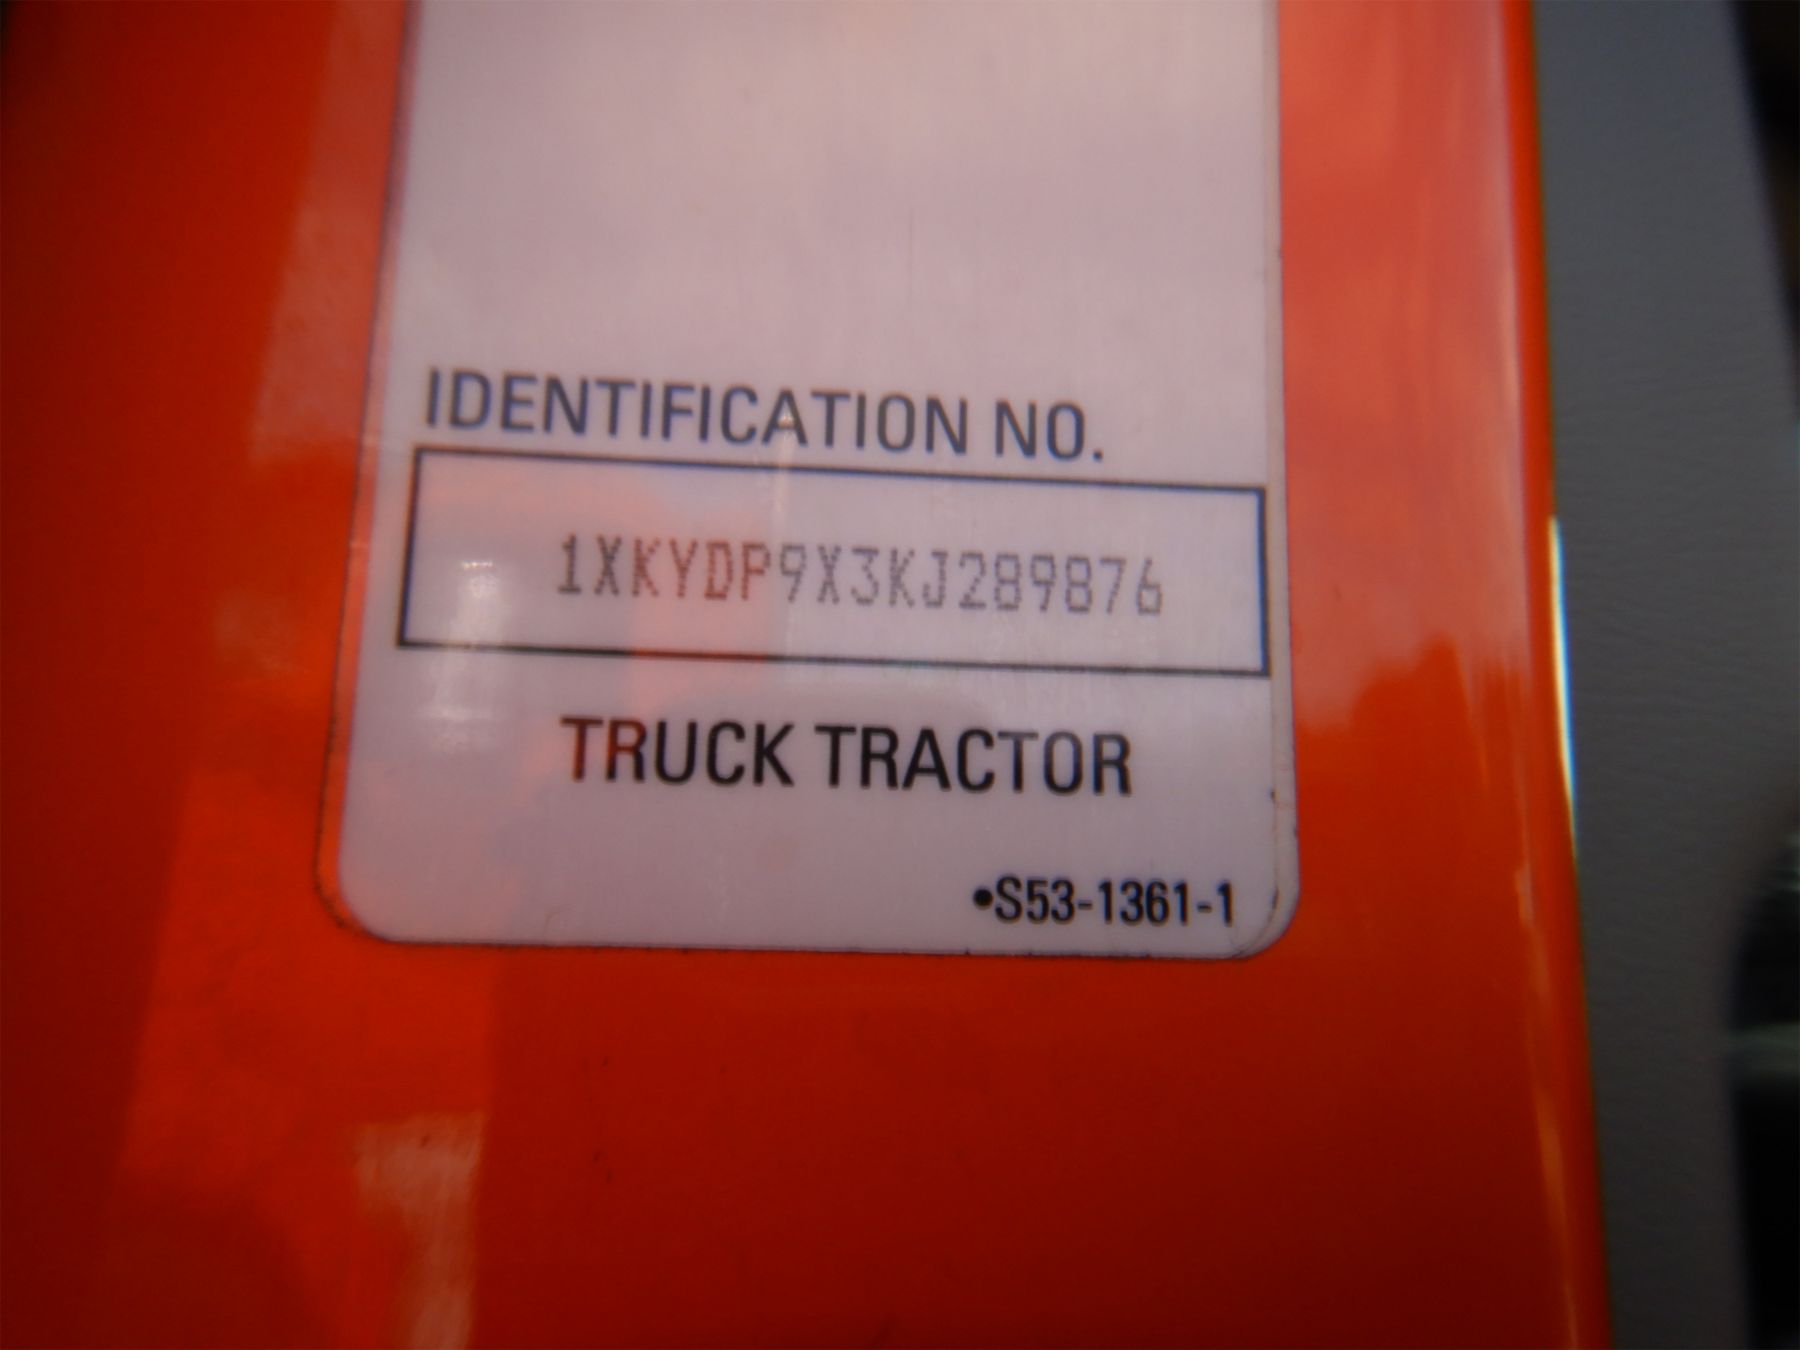 IDENTIFICATION NO.
1XKYDP9X3KJ289876
TRUCK TRACTOR
•S53-1361-1